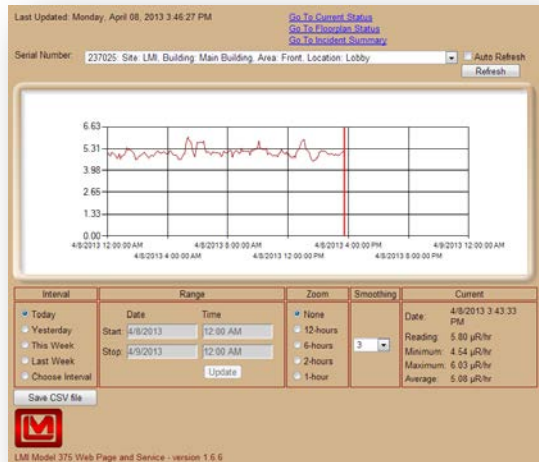 Last Updated: Monday, April 08, 2013 3:46:27 PM
Go To Current Status
Go To Floorplan Status
Go To Incident Summary
Serial Number: 237025: Site: LMI, Building: Main Building, Area: Front, Location: Lobby
Auto Refresh
Refresh
6.63
5.31
3.98
2.65
1.33
0.00
4/8/2013 12:00:00 AM 4/8/2013 8:00:00 AM 4/8/2013 4:00:00 PM 4/9/2013 12:00:00 AM
4/8/2013 4:00:00 AM 4/8/2013 12:00:00 PM 4/8/2013 8:00:00 PM
Interval Range Zoom Smoothing Current
Today
Yesterday
This Week
Last Week
Choose Interval
Date Time
Start: 4/8/2013 12:00 AM
Stop: 4/9/2013 12:00 AM
Update
None
12-hours
6-hours
2-hours
1-hour
3
Date: 4/8/2013 3:43:33 PM
Reading: 5.80 µR/hr
Minimum: 4.54 µR/hr
Maximum: 6.03 µR/hr
Average: 5.08 µR/hr
Save CSV file
LMI Model 375 Web Page and Service - version 1.6.6